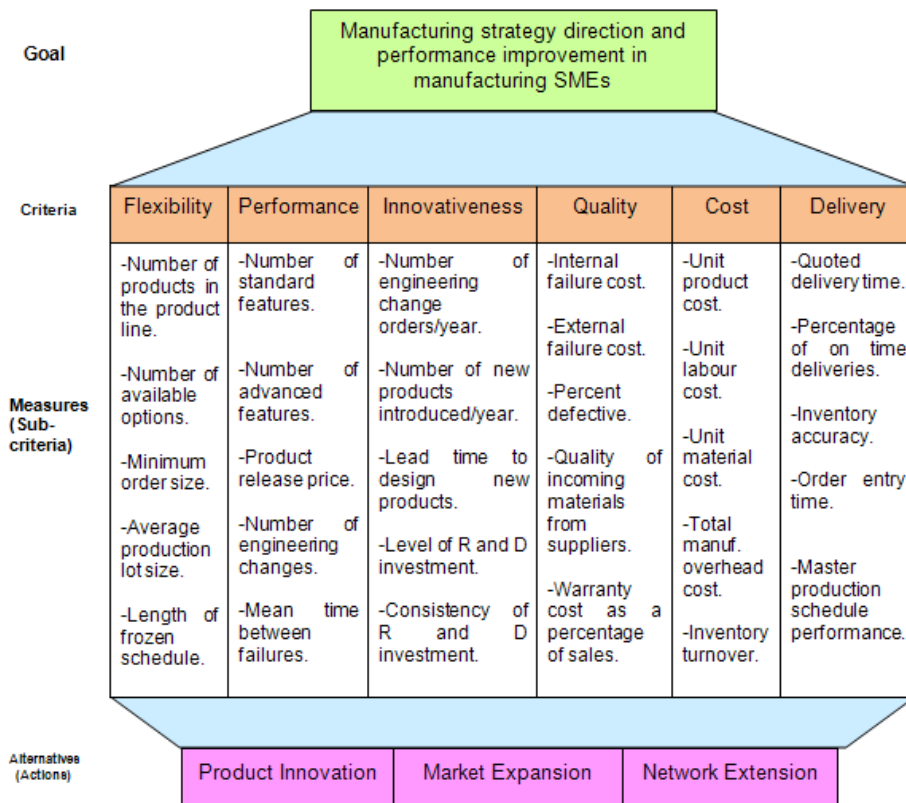 Goal
Manufacturing strategy direction and
performance improvement in
manufacturing SMEs
Criteria
Flexibility
Performance
Innovativeness
Quality
Cost
Delivery
Measures
(Sub-
criteria)
-Number of
products in
the product
line.
-Number of
available
options.
-Minimum
order size.
-Average
production
lot size.
-Length of
frozen
schedule.
-Number of
standard
features.
-Number of
advanced
features.
-Product
release price.
-Number of
engineering
changes.
-Mean time
between
failures.
-Number of
engineering
change
orders/year.
-Number of new
products
introduced/year.
-Lead time to
design new
products.
-Level of R and D
investment.
-Consistency of
R and D
investment.
-Internal
failure cost.
-External
failure cost.
-Percent
defective.
-Quality of
incoming
materials
from
suppliers.
-Warranty
cost as a
percentage
of sales.
-Unit
product
cost.
-Unit
labour
cost.
-Unit
material
cost.
-Total
manuf.
overhead
cost.
-Inventory
turnover.
-Quoted
delivery time.
-Percentage
of on time
deliveries.
-Inventory
accuracy.
-Order entry
time.
-Master
production
schedule
performance.
Alternatives
(Actions)
Product Innovation
Market Expansion
Network Extension